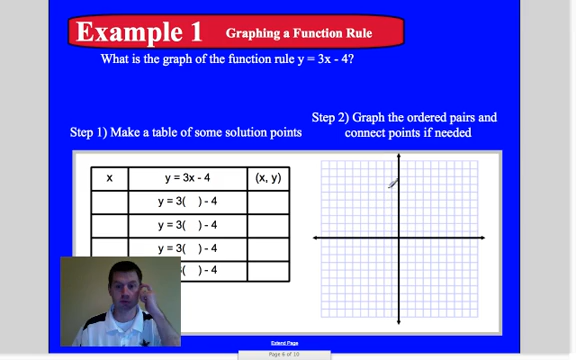 Example 1 Graphing a Function Rule
What is the graph of the function rule y = 3x - 4?
Step 1) Make a table of some solution points
Step 2) Graph the ordered pairs and
connect points if needed
x y = 3x - 4 (x, y)
y = 3( ) - 4
y = 3( ) - 4
y = 3( ) - 4
( ) - 4
Extend Page
Page 6 of 10